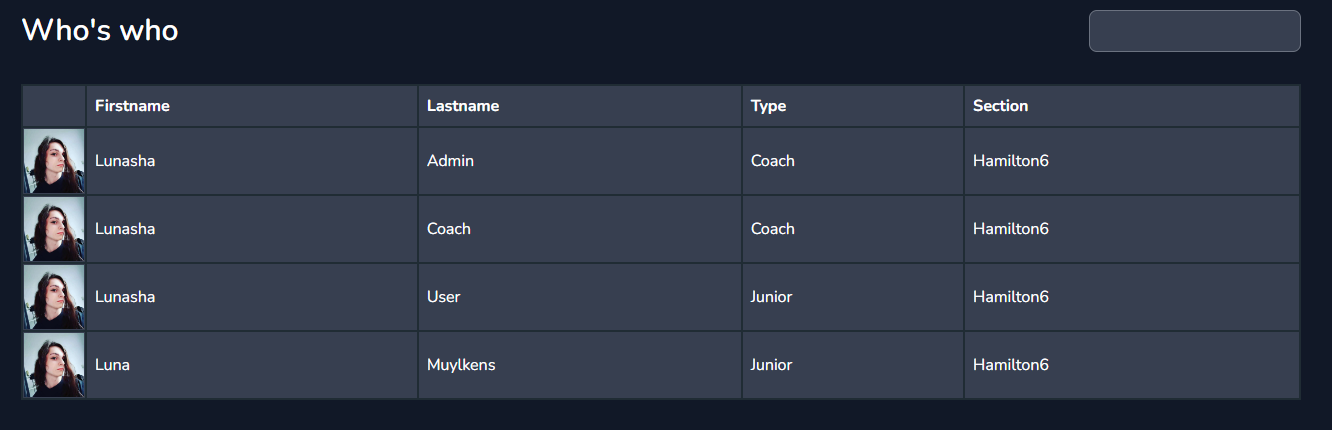 Who's who
Firstname Lastname Type Section
Lunasha Admin Coach Hamilton6
Lunasha Coach Coach Hamilton6
Lunasha User Junior Hamilton6
Luna Muylkens Junior Hamilton6